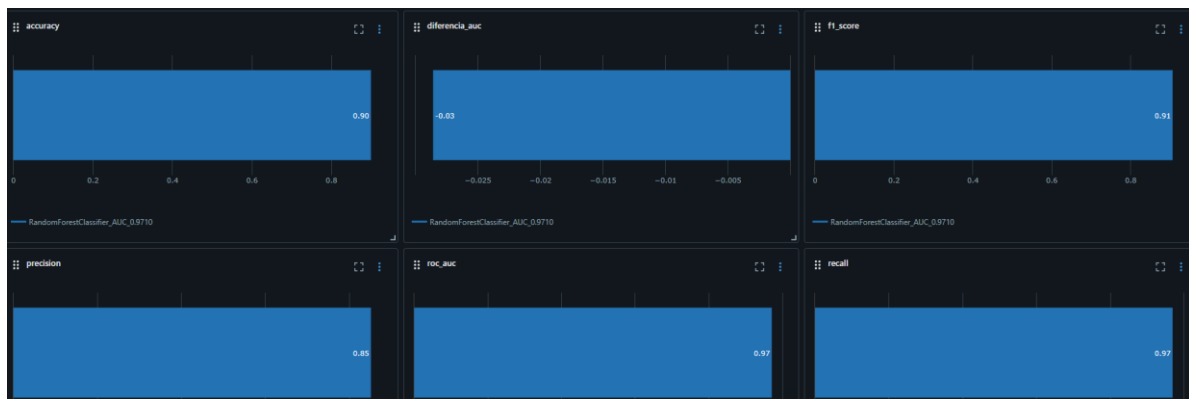 accuracy
0.90
0 0.2 0.4 0.6 0.8
RandomForestClassifier_AUC_0.9710
diferencia_auc
-0.03
−0.025 −0.02 −0.015 −0.01 −0.005
RandomForestClassifier_AUC_0.9710
f1_score
0.91
0 0.2 0.4 0.6 0.8
RandomForestClassifier_AUC_0.9710
precision
0.85
roc_auc
0.97
recall
0.97